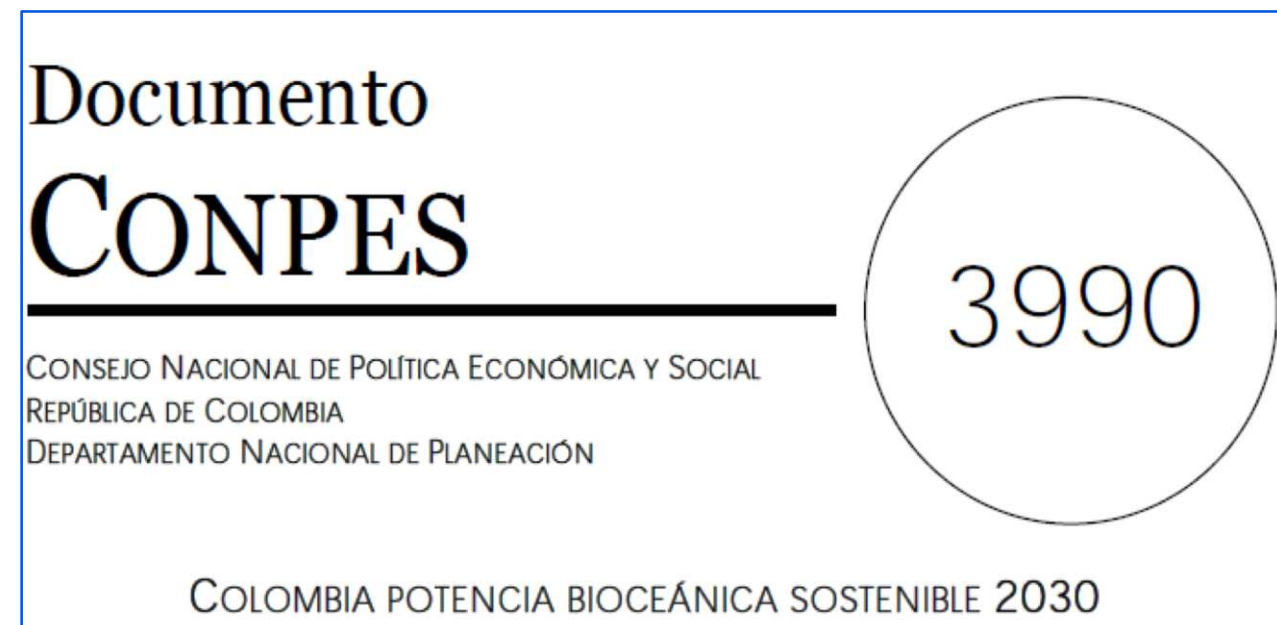 Documento
CONPES
3990
CONSEJO NACIONAL DE POLÍTICA ECONÓMICA Y SOCIAL
REPÚBLICA DE COLOMBIA
DEPARTAMENTO NACIONAL DE PLANEACIÓN
COLOMBIA POTENCIA BIOCEÁNICA SOSTENIBLE 2030